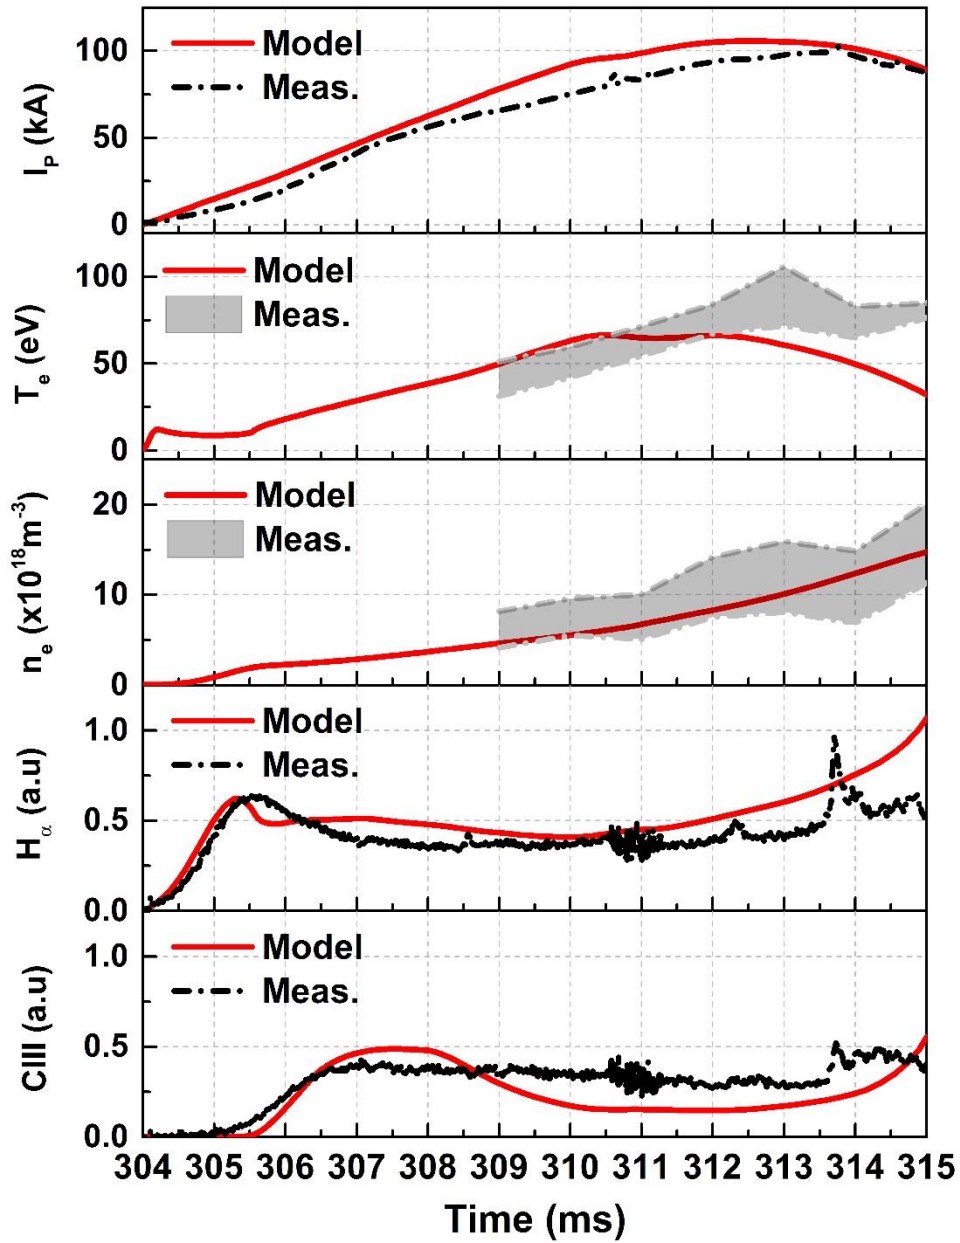 100
50
0
I_P (kA)
Model
Meas.
100
50
0
T_e (eV)
Model
Meas.
20
10
0
n_e (x10^18m^-3)
Model
Meas.
1.0
0.5
0.0
H_α (a.u)
Model
Meas.
1.0
0.5
0.0
CIII (a.u)
Model
Meas.
304 305 306 307 308 309 310 311 312 313 314 315
Time (ms)